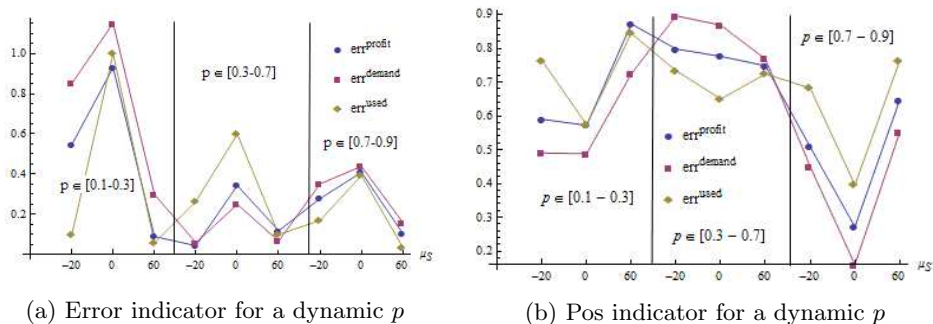 1.0
0.8
0.6
0.4
0.2
p ∈ [0.1-0.3]
p ∈ [0.3-0.7]
err^profit
err^demand
err^used
p ∈ [0.7-0.9]
-20 0 60 -20 0 60 -20 0 60 μ_S
(a) Error indicator for a dynamic p
0.9
0.8
0.7
0.6
0.5
0.4
0.3
0.2
p ∈ [0.7 – 0.9]
err^profit
err^demand
err^used
p ∈ [0.1 – 0.3]
p ∈ [0.3 – 0.7]
-20 0 60 -20 0 60 -20 0 60 μ_S
(b) Pos indicator for a dynamic p